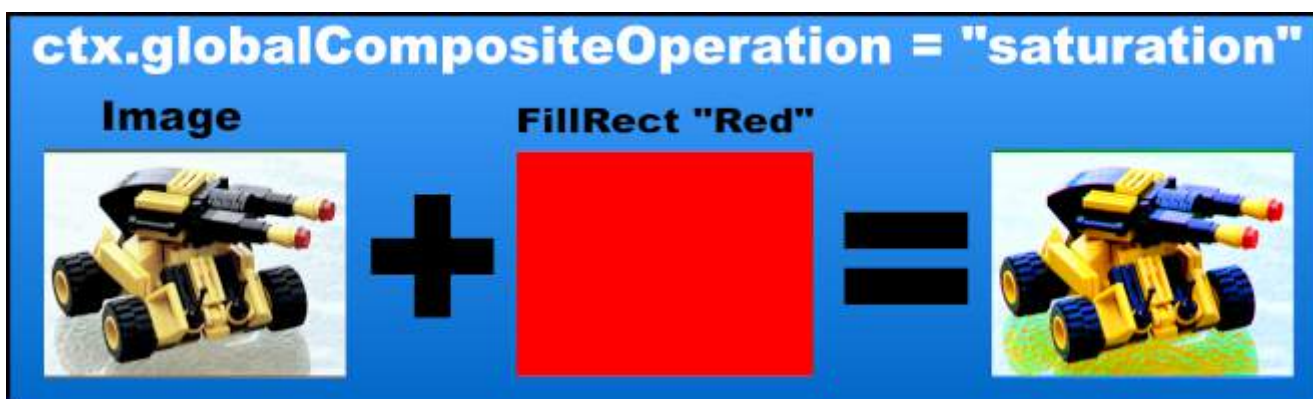 ctx.globalCompositeOperation = "saturation"
Image
FillRect "Red"